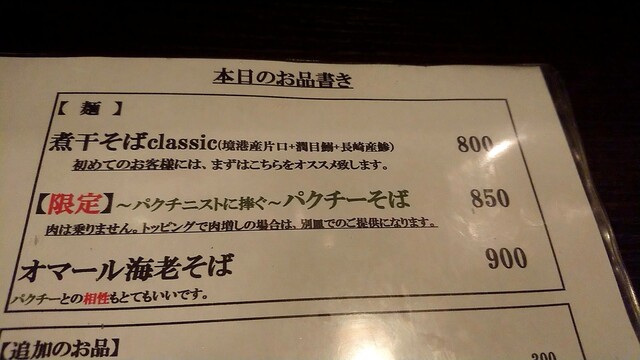 本日のお品書き
【 麺 】
煮干そばclassic(境港産片口+潤目鰯+長崎産鯵) 800
初めてのお客様には、まずはこちらをオススメ致します。
【限定】～パクチニストに捧ぐ～パクチーそば 850
肉は乗りません。トッピングで肉増しの場合は、別皿でのご提供になります。
オマール海老そば 900
パクチーとの相性もとてもいいです。
【追加のお品】
200